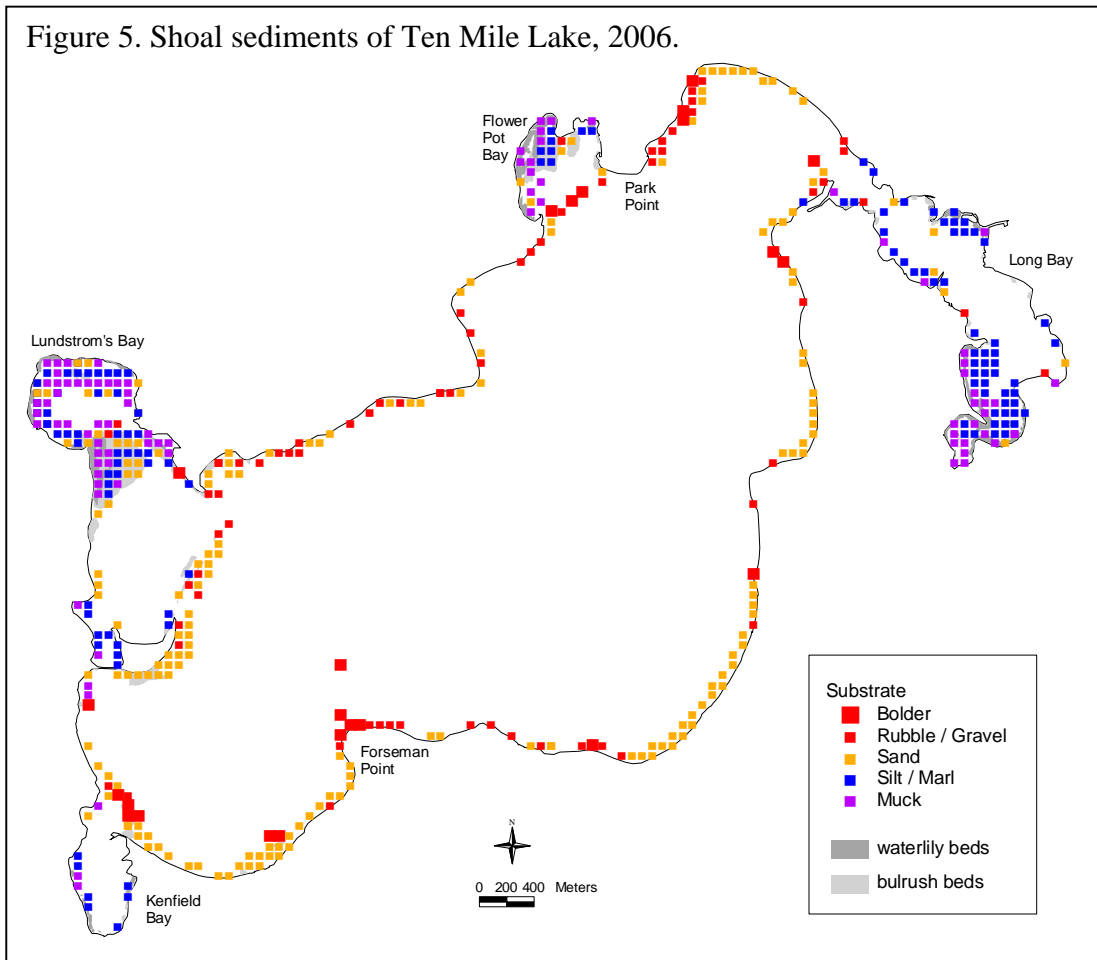 Figure 5. Shoal sediments of Ten Mile Lake, 2006.
Flower
Pot
Bay
Park
Point
Long Bay
Lundstrom's Bay
Forseman
Point
Kenfield
Bay
N
0 200 400 Meters
Substrate
Bolder
Rubble / Gravel
Sand
Silt / Marl
Muck
waterlily beds
bulrush beds